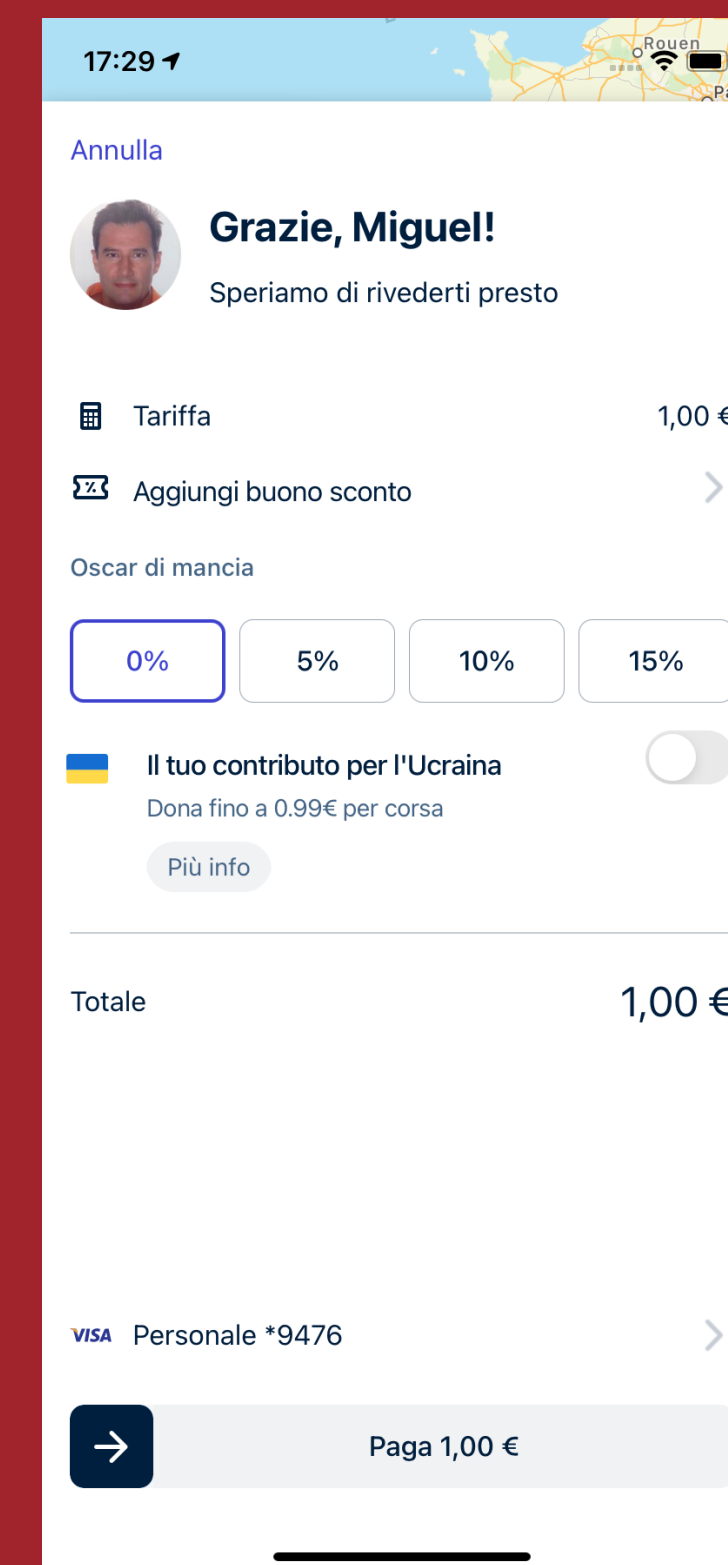 17:29
Rouen
Annulla
Grazie, Miguel!
Speriamo di rivederti presto
Tariffa
1,00 €
Aggiungi buono sconto
Oscar di mancia
0%
5%
10%
15%
Il tuo contributo per l'Ucraina
Dona fino a 0.99€ per corsa
Più info
Totale
1,00 €
VISA Personale *9476
Paga 1,00 €